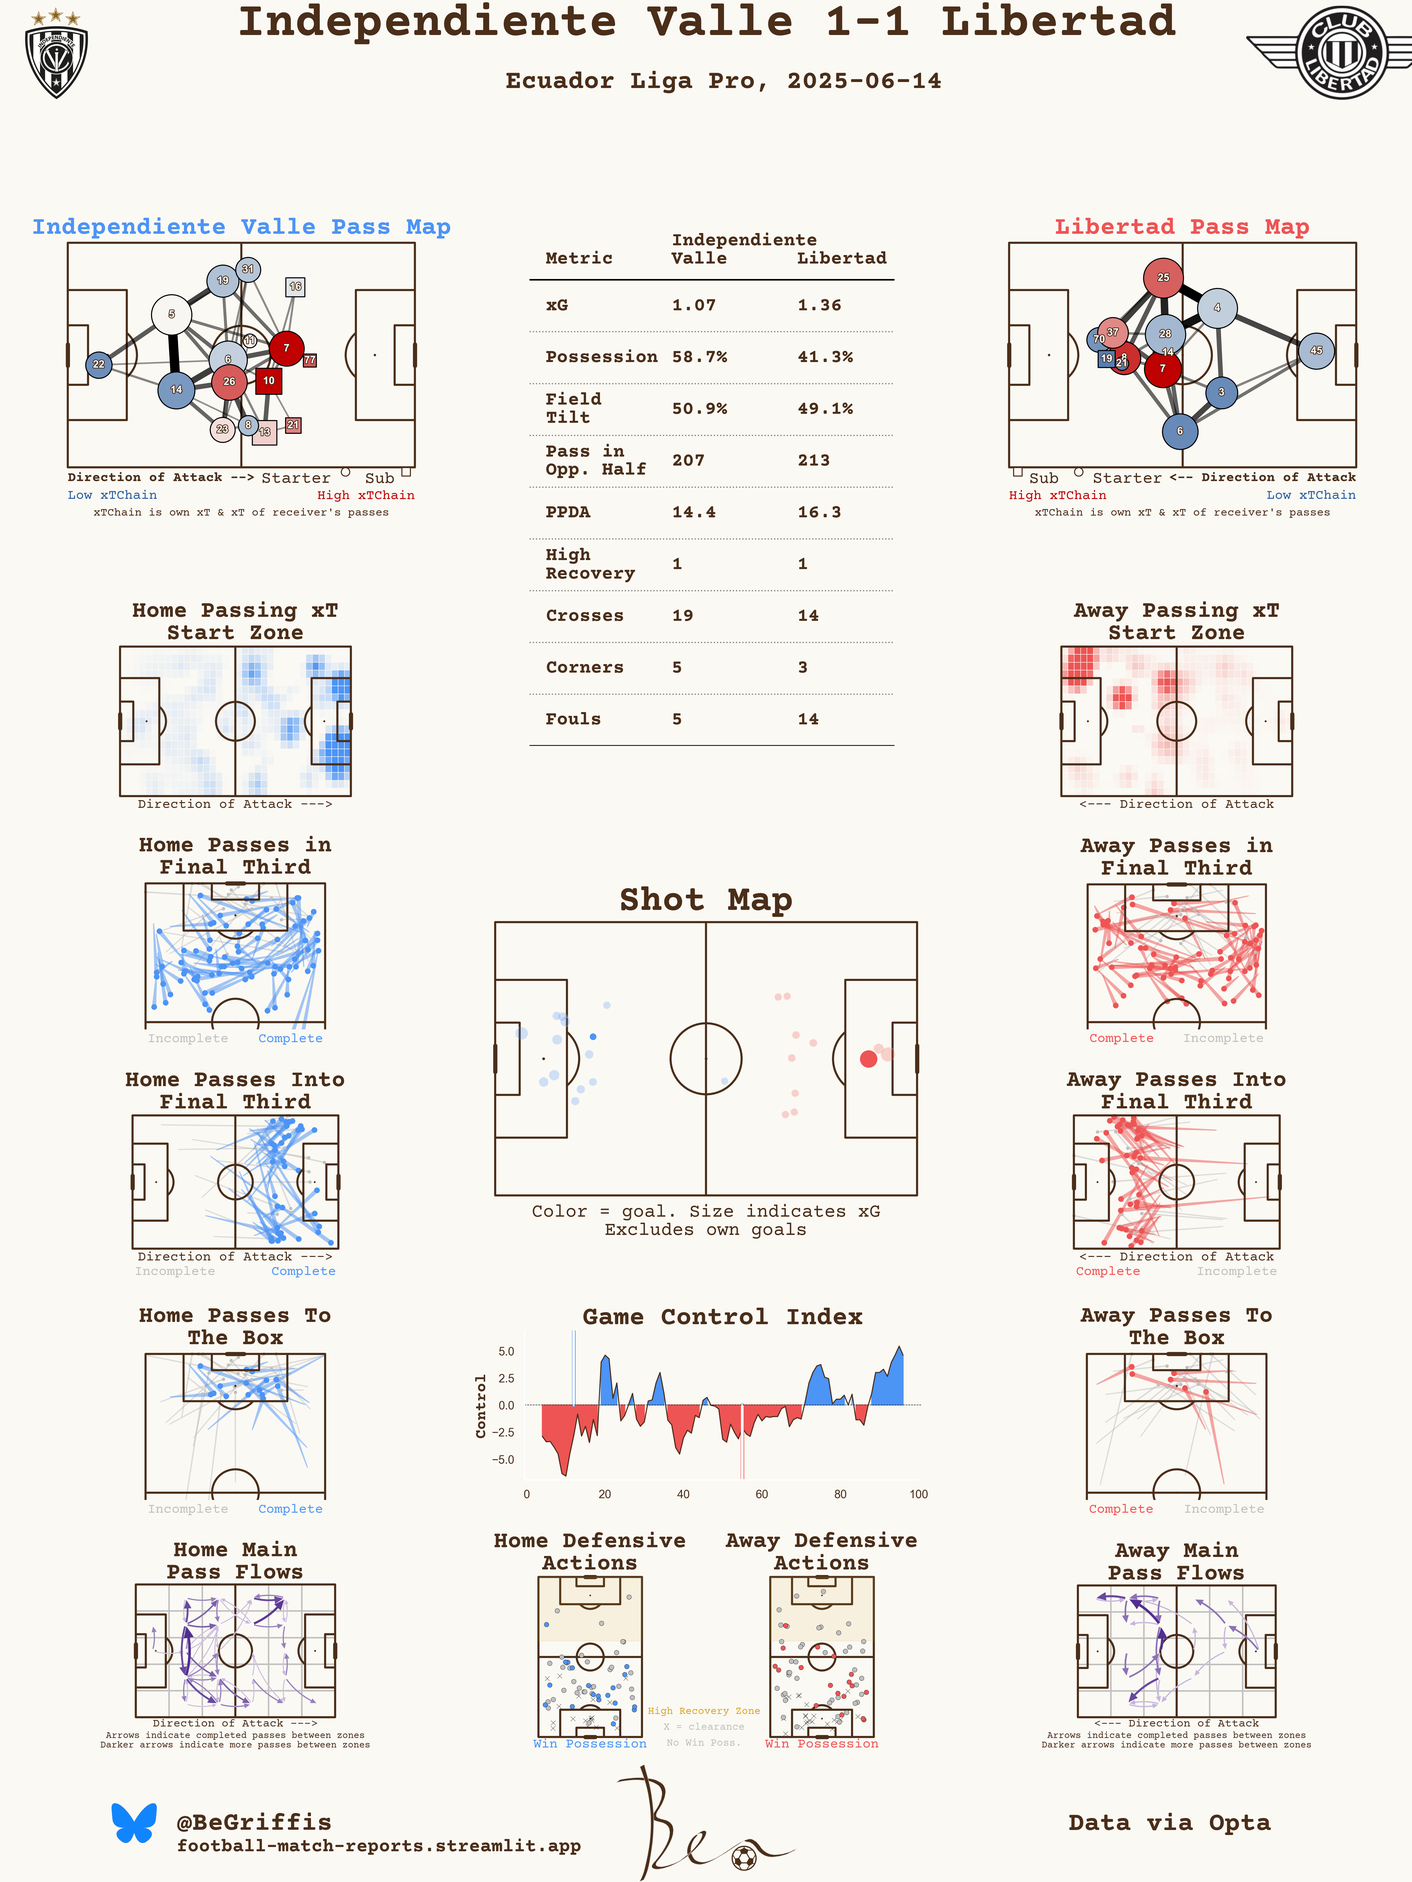 Independiente Valle 1-1 Libertad
Ecuador Liga Pro, 2025-06-14
INDEPENDIENTE
CLUB
LIBERTAD
Independiente Valle Pass Map
19
31
16
5
11
7
77
6
22
26
10
14
23
8
13
21
Direction of Attack --> Starter Sub
Low xTChain High xTChain
xTChain is own xT & xT of receiver's passes
Metric Independiente Valle Libertad
xG 1.07 1.36
Possession 58.7% 41.3%
Field Tilt 50.9% 49.1%
Pass in Opp. Half 207 213
PPDA 14.4 16.3
High Recovery 1 1
Crosses 19 14
Corners 5 3
Fouls 5 14
Libertad Pass Map
25
4
37
70
28
14
45
19
8
21
7
3
6
Sub Starter <-- Direction of Attack
High xTChain Low xTChain
xTChain is own xT & xT of receiver's passes
Home Passing xT
Start Zone
Direction of Attack --->
Away Passing xT
Start Zone
<--- Direction of Attack
Home Passes in
Final Third
Incomplete Complete
Shot Map
Color = goal. Size indicates xG
Excludes own goals
Away Passes in
Final Third
Complete Incomplete
Home Passes Into
Final Third
Direction of Attack --->
Incomplete Complete
Away Passes Into
Final Third
<--- Direction of Attack
Complete Incomplete
Home Passes To
The Box
Incomplete Complete
Game Control Index
Control
5.0
2.5
0.0
−2.5
−5.0
0 20 40 60 80 100
Away Passes To
The Box
Complete Incomplete
Home Main
Pass Flows
Direction of Attack --->
Arrows indicate completed passes between zones
Darker arrows indicate more passes between zones
Home Defensive
Actions
Win Possession
High Recovery Zone
X = clearance
No Win Poss.
Away Defensive
Actions
Win Possession
Away Main
Pass Flows
<--- Direction of Attack
Arrows indicate completed passes between zones
Darker arrows indicate more passes between zones
@BeGriffis
football-match-reports.streamlit.app
Ben
Data via Opta